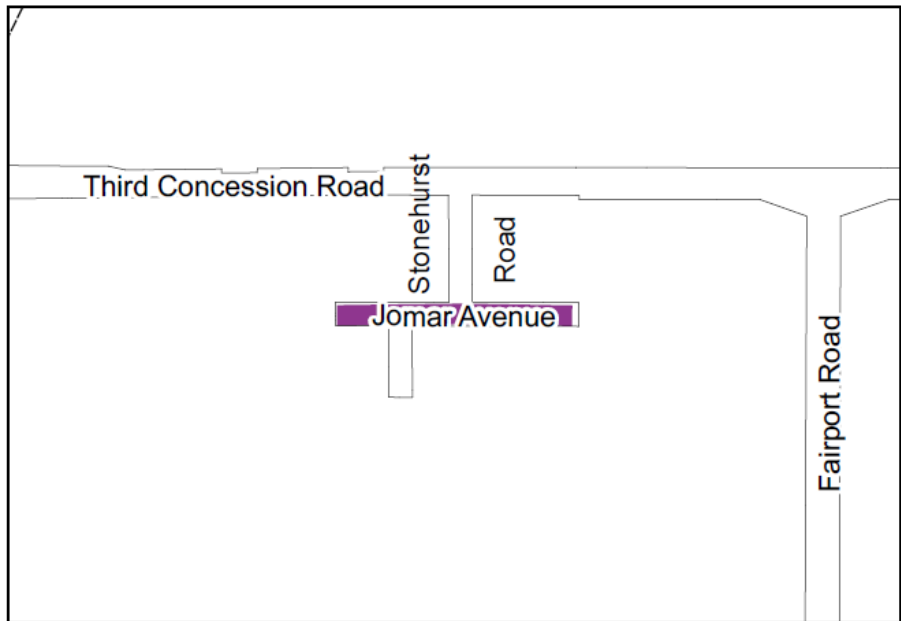 Third Concession Road
Stonehurst
Road
Jomar Avenue
Fairport Road